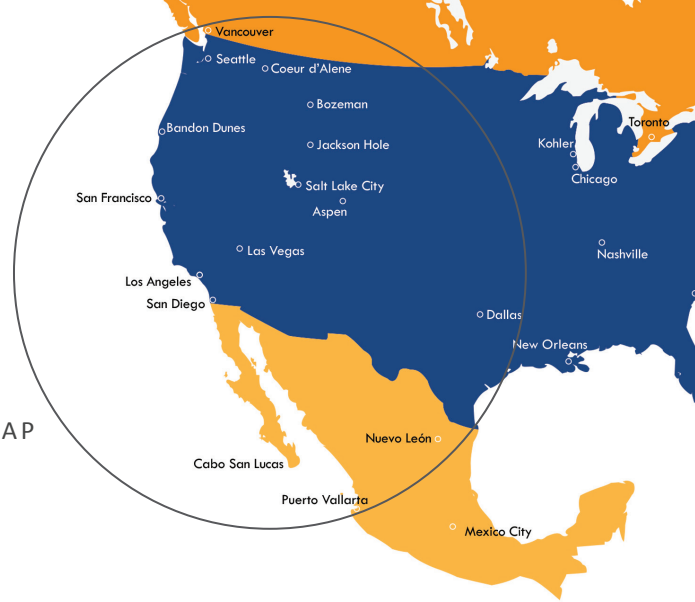 Vancouver
Seattle
Coeur d'Alene
Bozeman
Bandon Dunes
Toronto
Jackson Hole
Kohler
Chicago
Salt Lake City
San Francisco
Aspen
Las Vegas
Nashville
Los Angeles
San Diego
Dallas
New Orleans
AP
Nuevo León
Cabo San Lucas
Puerto Vallarta
Mexico City